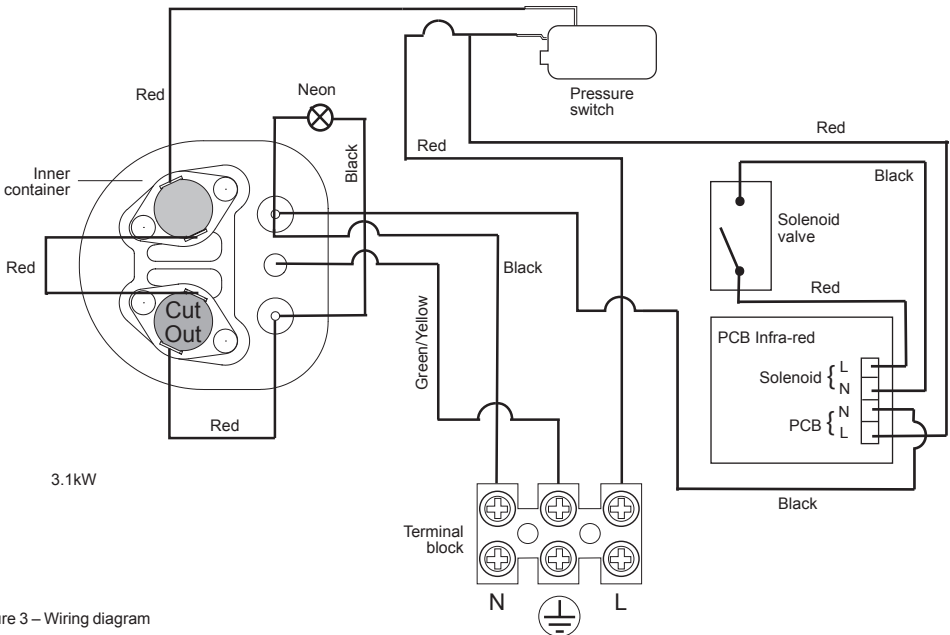 Red
Neon
Pressure
switch
Red
Red
Black
Black
Inner
container
Solenoid
valve
Red
Black
Red
Cut
Out
Green/Yellow
PCB Infra-red
Solenoid { L
N
PCB { N
L
Red
3.1kW
Black
Terminal
block
N
L
ure 3 – Wiring diagram